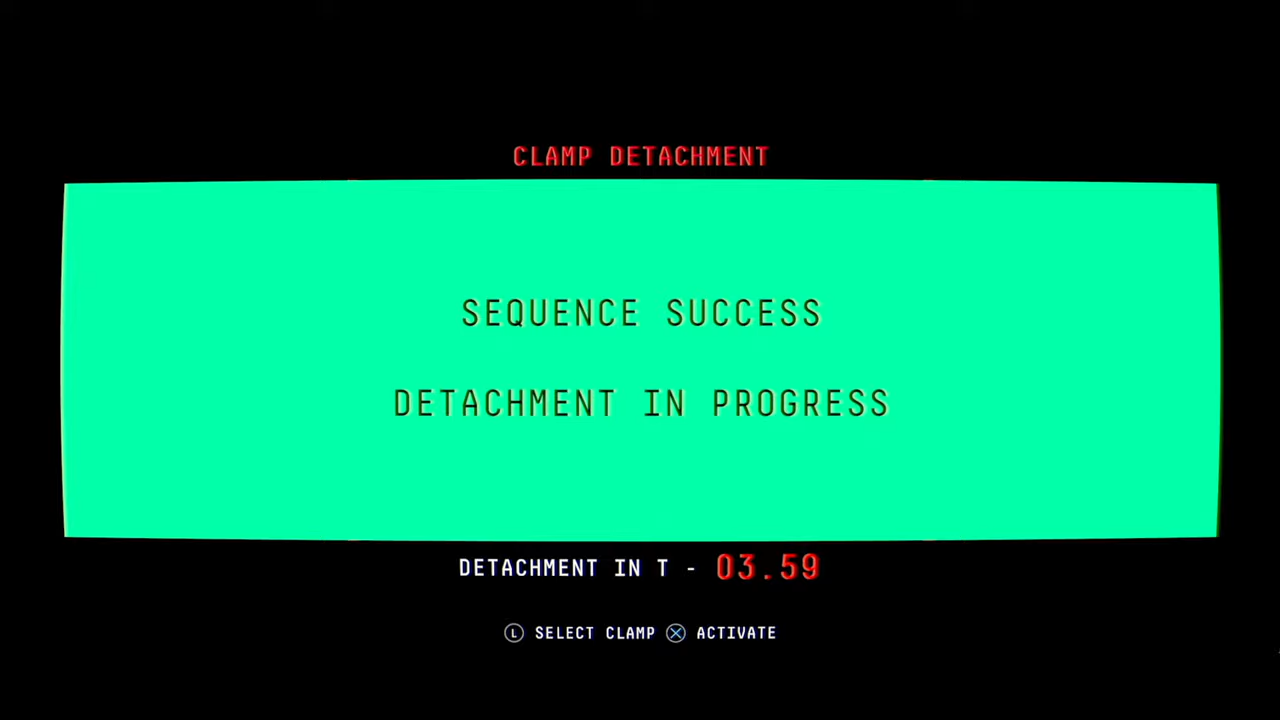 CLAMP DETACHMENT
SEQUENCE SUCCESS
DETACHMENT IN PROGRESS
DETACHMENT IN T - 03.59
L SELECT CLAMP ACTIVATE